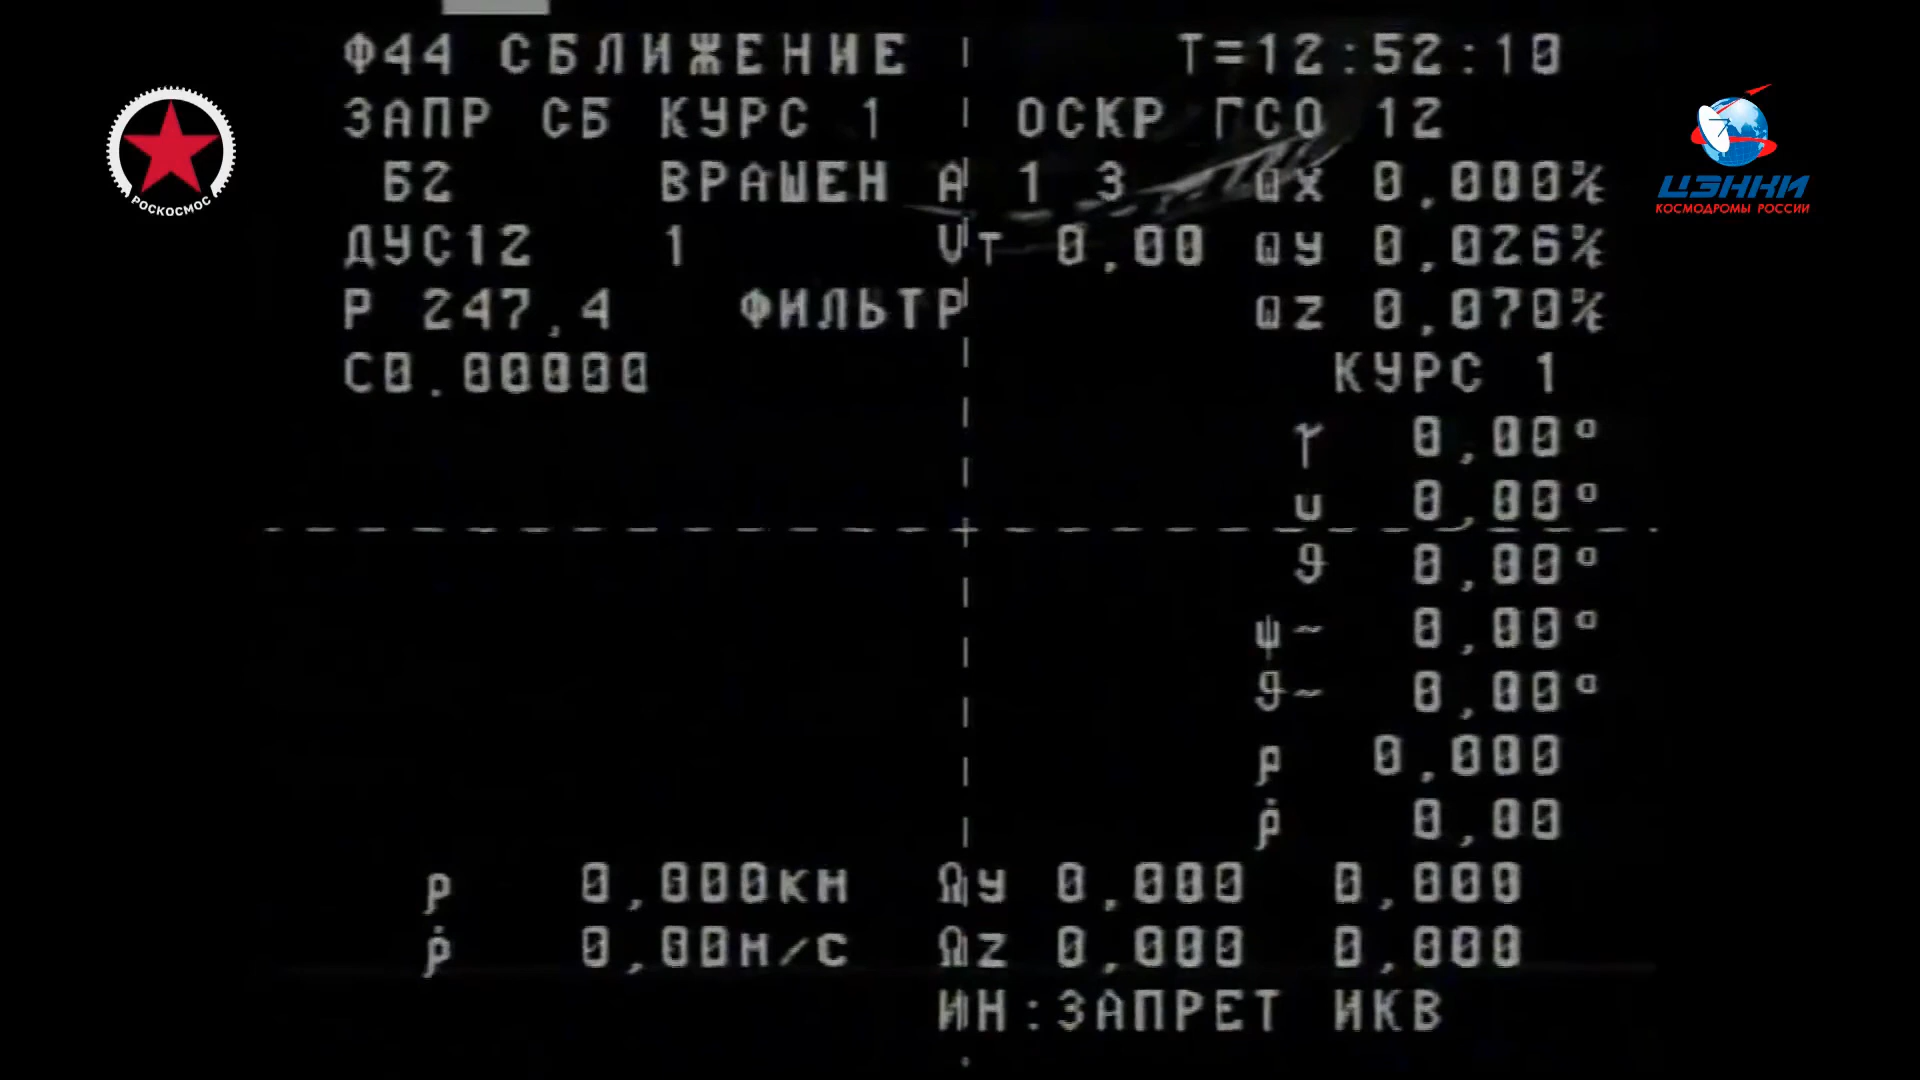 Ф44 СБЛИЖЕНИЕ Т=12:52:10
ЗАПР СБ КУРС 1 ОСКР ГСО 12
Б2 ВРАШЕН А 1 3 ωX 0,000°/с
ДУС12 1 VТ 0,00 ωУ 0,026°/с
Р 247,4 ФИЛЬТР ωZ 0,070°/с
С0.00000 КУРС 1
γ 0,00°
u 0,00°
ϑ 0,00°
ψ~ 0,00°
ϑ~ 0,00°
ρ 0,000
ρ̇ 0,00
ρ 0,000км Ωу 0,000 0,000
ρ̇ 0,00м/с Ωz 0,000 0,000
ИН:ЗАПРЕТ ИКВ
РОСКОСМОС
ЦЭНКИ
КОСМОДРОМЫ РОССИИ